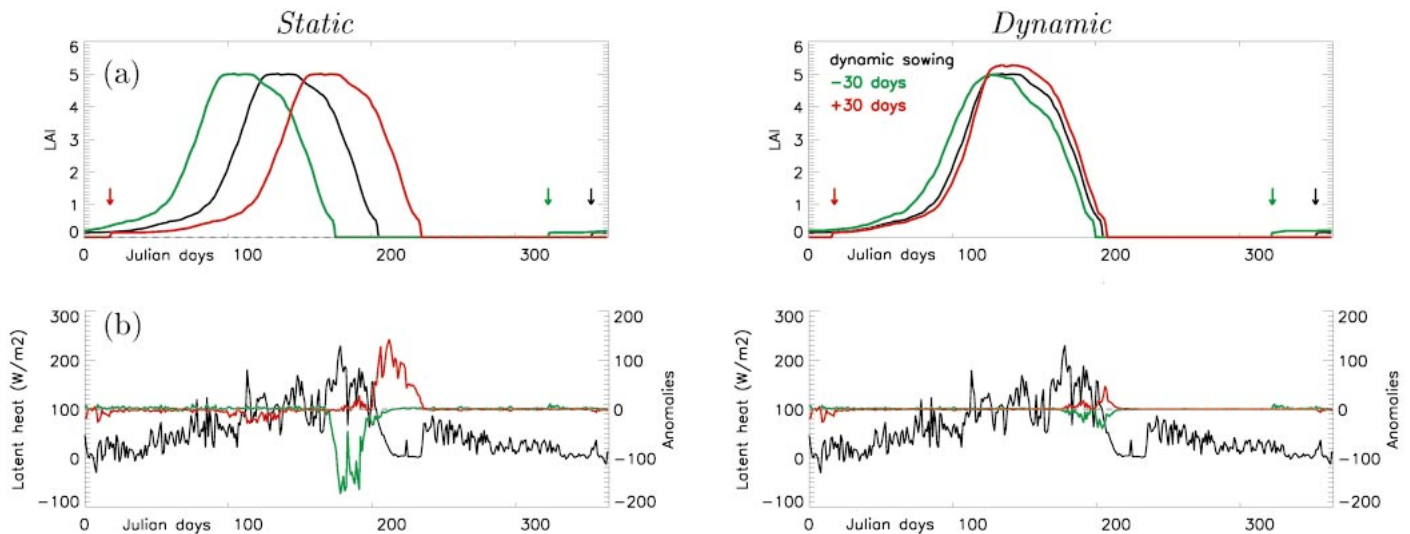 Static
Dynamic
(a)
6
5
4
3
2
1
0
LAI
0 Julian days 100 200 300
6
5
4
3
2
1
0
LAI
dynamic sowing
−30 days
+30 days
0 Julian days 100 200 300
(b)
300
200
100
0
−100
Latent heat (W/m2)
200
100
0
−100
−200
Anomalies
0 Julian days 100 200 300
300
200
100
0
−100
Latent heat (W/m2)
200
100
0
−100
−200
Anomalies
0 Julian days 100 200 300